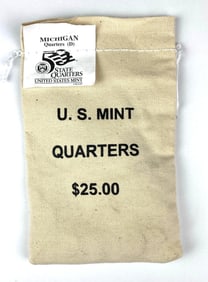 MICHIGAN
Quarters (D)
50
STATE
QUARTERS
UNITED STATES MINT
U. S. MINT
QUARTERS
$25.00